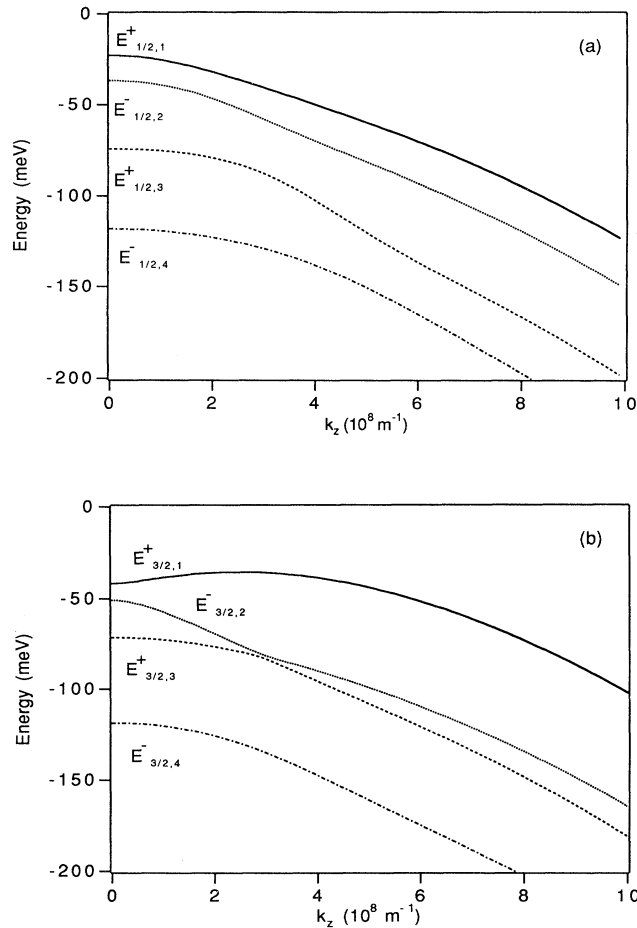 0
-50
-100
-150
-200
Energy (meV)
(a)
E+ 1/2,1
E- 1/2,2
E+ 1/2,3
E- 1/2,4
0 2 4 6 8 10
kz (10^8 m^-1)
0
-50
-100
-150
-200
Energy (meV)
(b)
E+ 3/2,1
E- 3/2,2
E+ 3/2,3
E- 3/2,4
0 2 4 6 8 10
kz (10^8 m^-1)